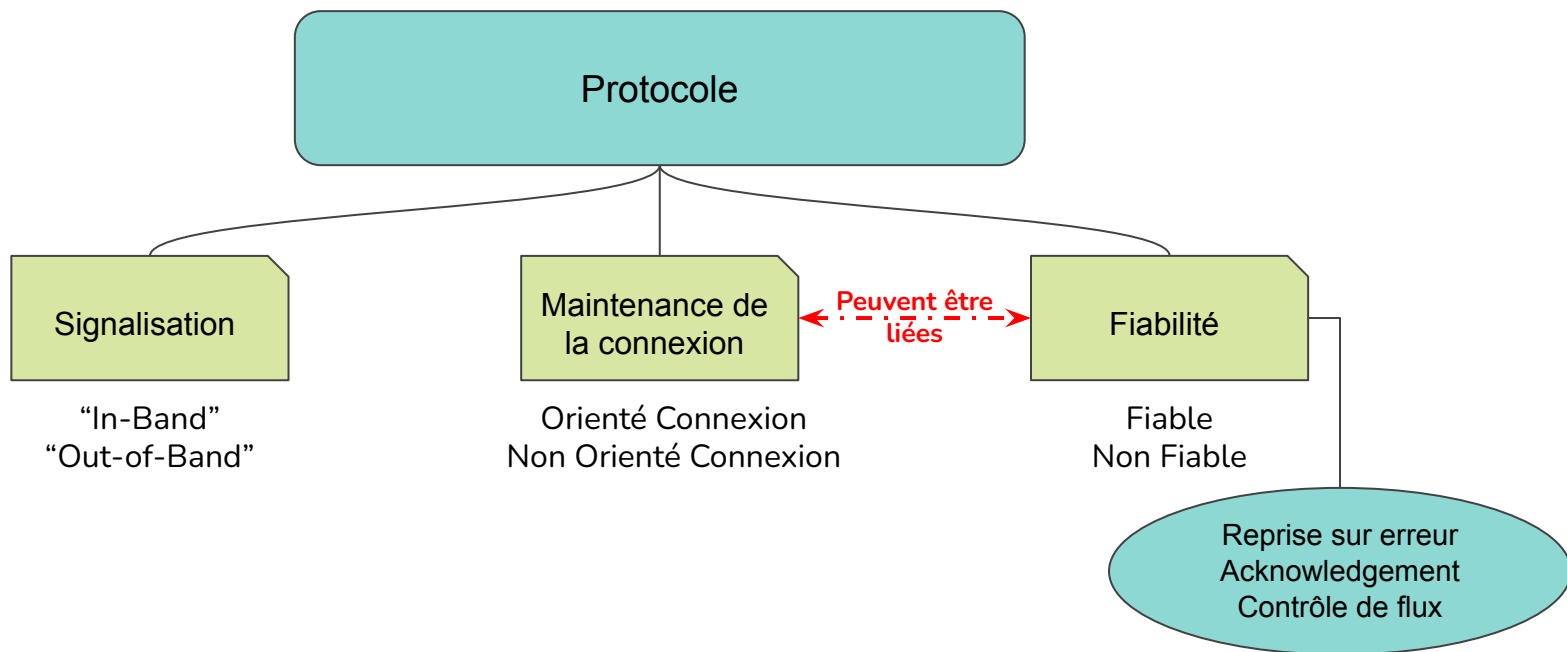 Protocole
Signalisation
Maintenance de
la connexion
Peuvent être
liées
Fiabilité
“In-Band”
“Out-of-Band”
Orienté Connexion
Non Orienté Connexion
Fiable
Non Fiable
Reprise sur erreur
Acknowledgement
Contrôle de flux